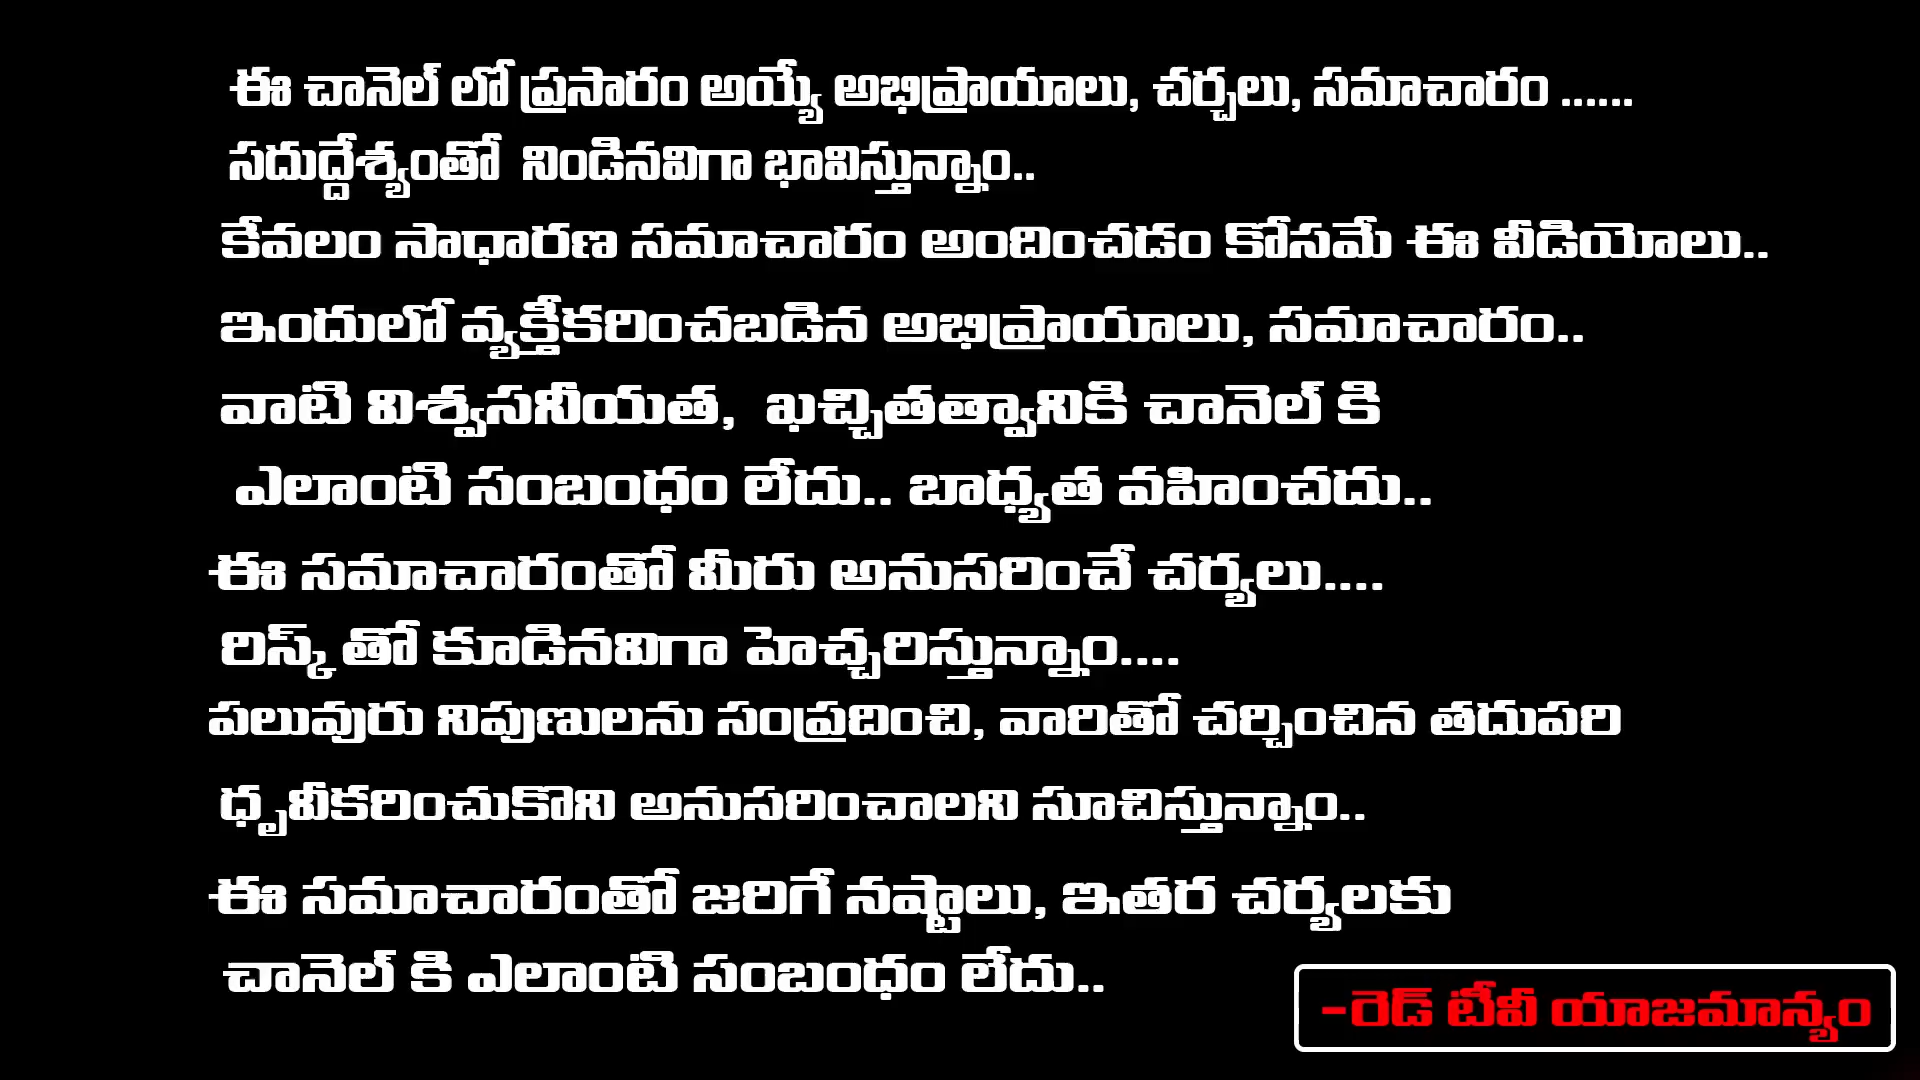 ఈ చానెల్ లో ప్రసారం అయ్యే అభిప్రాయాలు, చర్చలు, సమాచారం ......
సదుద్దేశ్యంతో నిండినవిగా భావిస్తున్నాం..
కేవలం సాధారణ సమాచారం అందించడం కోసమే ఈ వీడియోలు..
ఇందులో వ్యక్తీకరించబడిన అభిప్రాయాలు, సమాచారం..
వాటి విశ్వసనీయత, ఖచ్చితత్వానికి చానెల్ కి
ఎలాంటి సంబంధం లేదు.. బాధ్యత వహించదు..
ఈ సమాచారంతో మీరు అనుసరించే చర్యలు....
రిస్క్ తో కూడినవిగా హెచ్చరిస్తున్నాం....
పలువురు నిపుణులను సంప్రదించి, వారితో చర్చించిన తదుపరి
ధృవీకరించుకొని అనుసరించాలని సూచిస్తున్నాం..
ఈ సమాచారంతో జరిగే నష్టాలు, ఇతర చర్యలకు
చానెల్ కి ఎలాంటి సంబంధం లేదు..
-రెడ్ టీవీ యాజమాన్యం